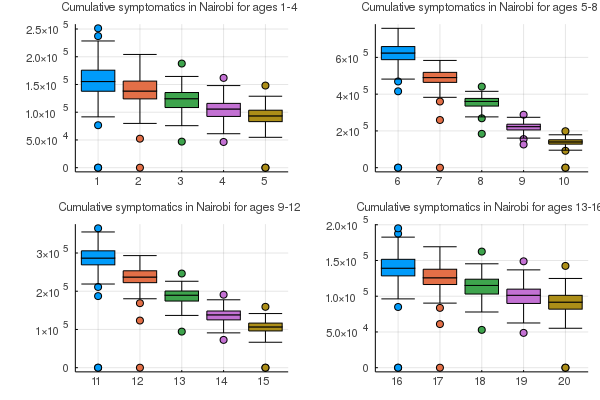 Cumulative symptomatics in Nairobi for ages 1-4
2.5×10 5
2.0×10 5
1.5×10 5
1.0×10 5
5.0×10 4
0
1 2 3 4 5
Cumulative symptomatics in Nairobi for ages 5-8
6×10 5
4×10 5
2×10 5
0
6 7 8 9 10
Cumulative symptomatics in Nairobi for ages 9-12
3×10 5
2×10 5
1×10 5
0
11 12 13 14 15
Cumulative symptomatics in Nairobi for ages 13-16
2.0×10 5
1.5×10 5
1.0×10 5
5.0×10 4
0
16 17 18 19 20